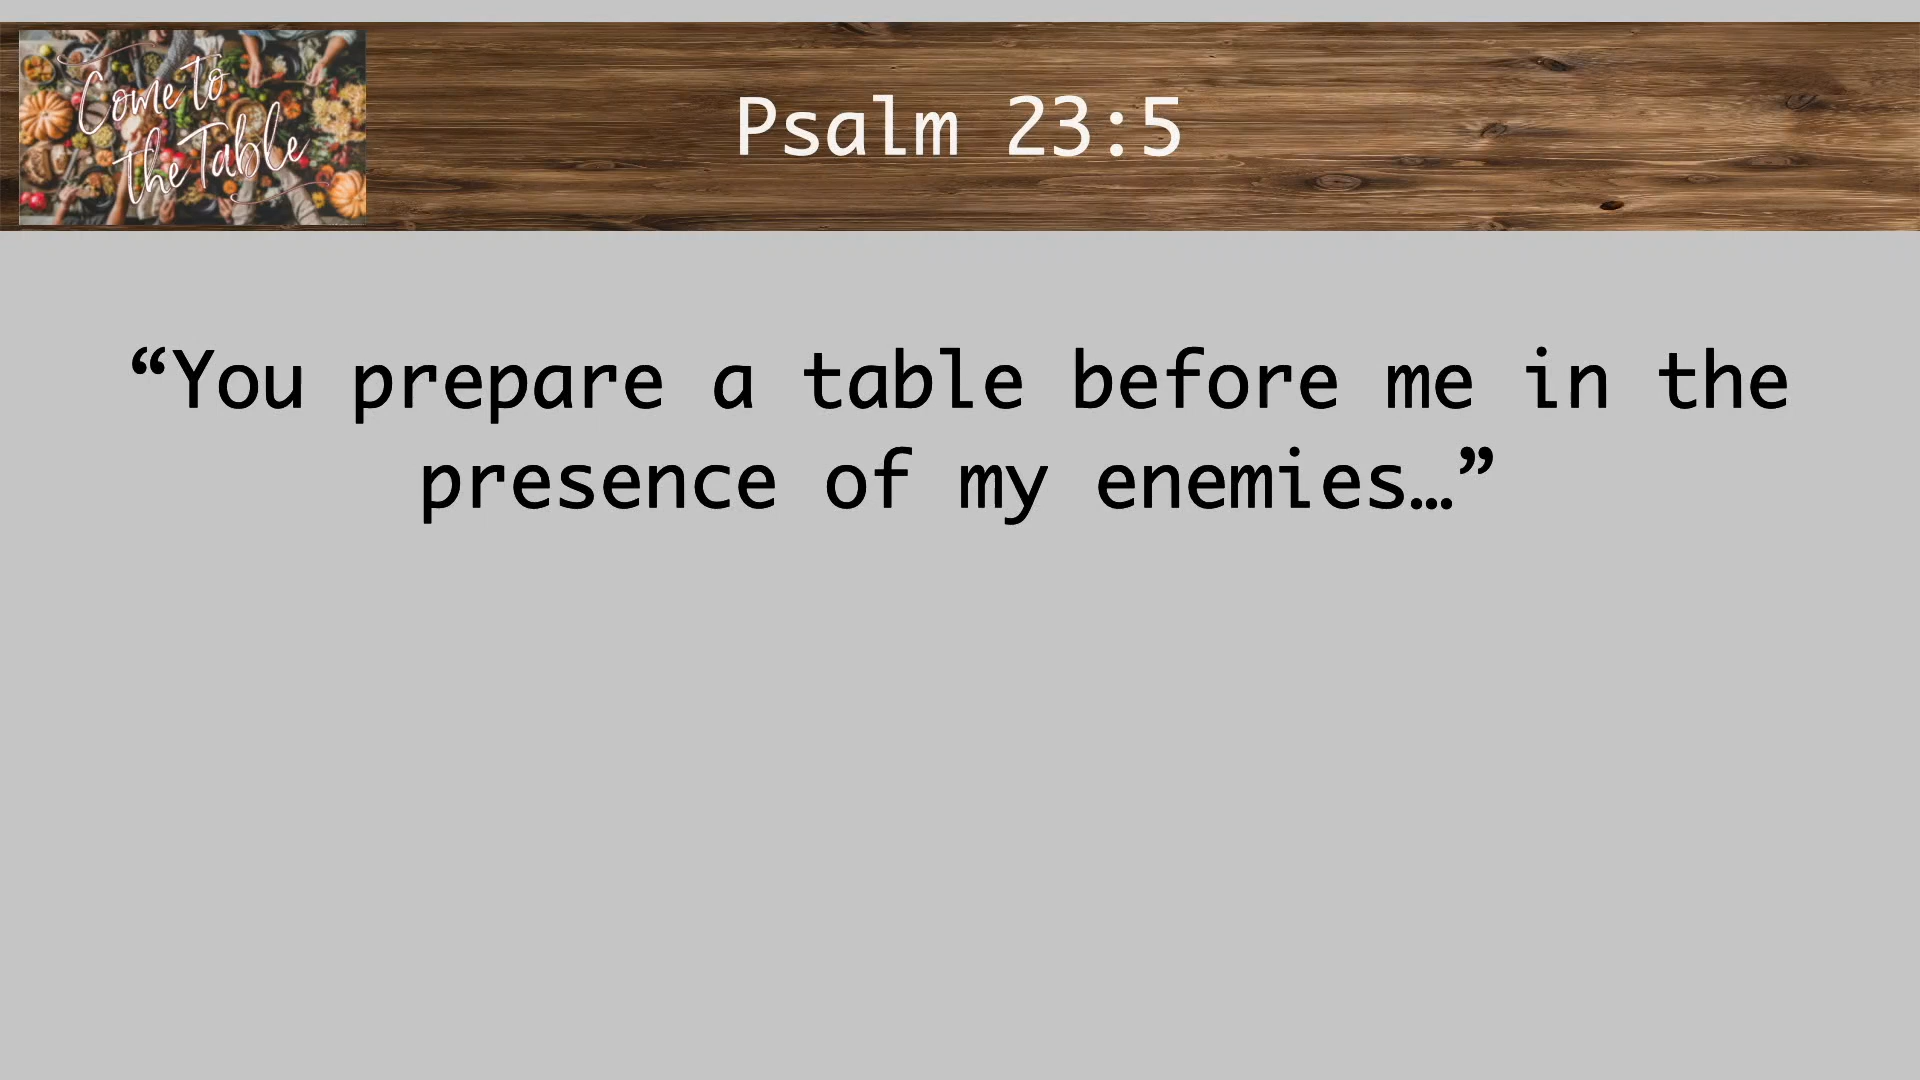 Come to
the Table
Psalm 23:5
“You prepare a table before me in the
presence of my enemies…”